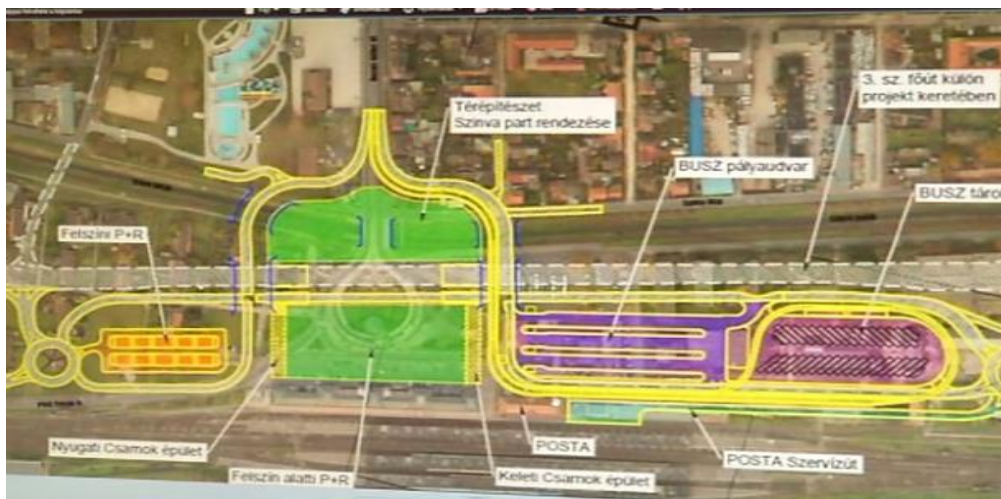 3. sz. főút külön
projekt keretében
Térépítészet
Szinva part rendezése
BUSZ pályaudvar
BUSZ táro
Felszíni P+R
Nyugati Csarnok épület
Felszín alatti P+R
Keleti Csarnok épület
POSTA
POSTA Szervízút